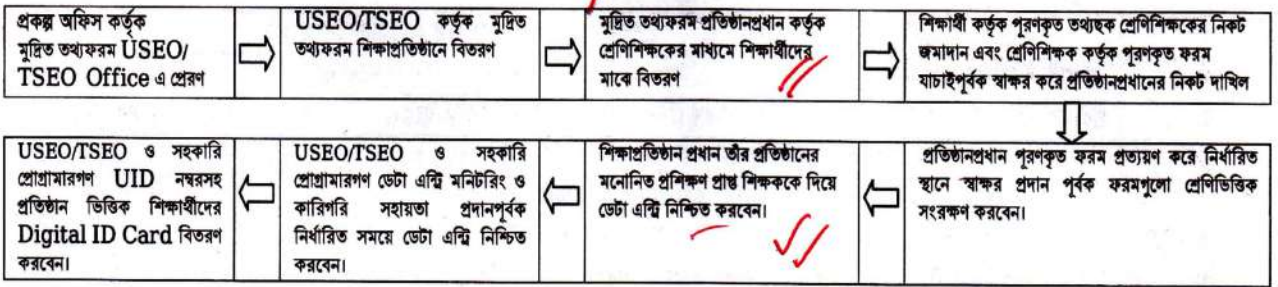 প্রকল্প অফিস কর্তৃক
মুদ্রিত তথ্যফরম USEO/
TSEO Office এ প্রেরণ
USEO/TSEO কর্তৃক মুদ্রিত
তথ্যফরম শিক্ষাপ্রতিষ্ঠানে বিতরণ
মুদ্রিত তথ্যফরম প্রতিষ্ঠানপ্রধান কর্তৃক
শ্রেণিশিক্ষকের মাধ্যমে শিক্ষার্থীদের
মাঝে বিতরণ
শিক্ষার্থী কর্তৃক পূরণকৃত তথ্যছক শ্রেণিশিক্ষকের নিকট
জমাদান এবং শ্রেণিশিক্ষক কর্তৃক পূরণকৃত ফরম
যাচাইপূর্বক স্বাক্ষর করে প্রতিষ্ঠানপ্রধানের নিকট দাখিল
প্রতিষ্ঠানপ্রধান পূরণকৃত ফরম প্রত্যয়ণ করে নির্ধারিত
স্থানে স্বাক্ষর প্রদান পূর্বক ফরমগুলো শ্রেণিভিত্তিক
সংরক্ষণ করবেন।
শিক্ষাপ্রতিষ্ঠান প্রধান তাঁর প্রতিষ্ঠানের
মনোনিত প্রশিক্ষণ প্রাপ্ত শিক্ষককে দিয়ে
ডেটা এন্ট্রি নিশ্চিত করবেন।
USEO/TSEO ও সহকারি
প্রোগ্রামারগণ ডেটা এন্ট্রি মনিটরিং ও
কারিগরি সহায়তা প্রদানপূর্বক
নির্ধারিত সময়ে ডেটা এন্ট্রি নিশ্চিত
করবেন।
USEO/TSEO ও সহকারি
প্রোগ্রামারগণ UID নম্বরসহ
প্রতিষ্ঠান ভিত্তিক শিক্ষার্থীদের
Digital ID Card বিতরণ
করবেন।